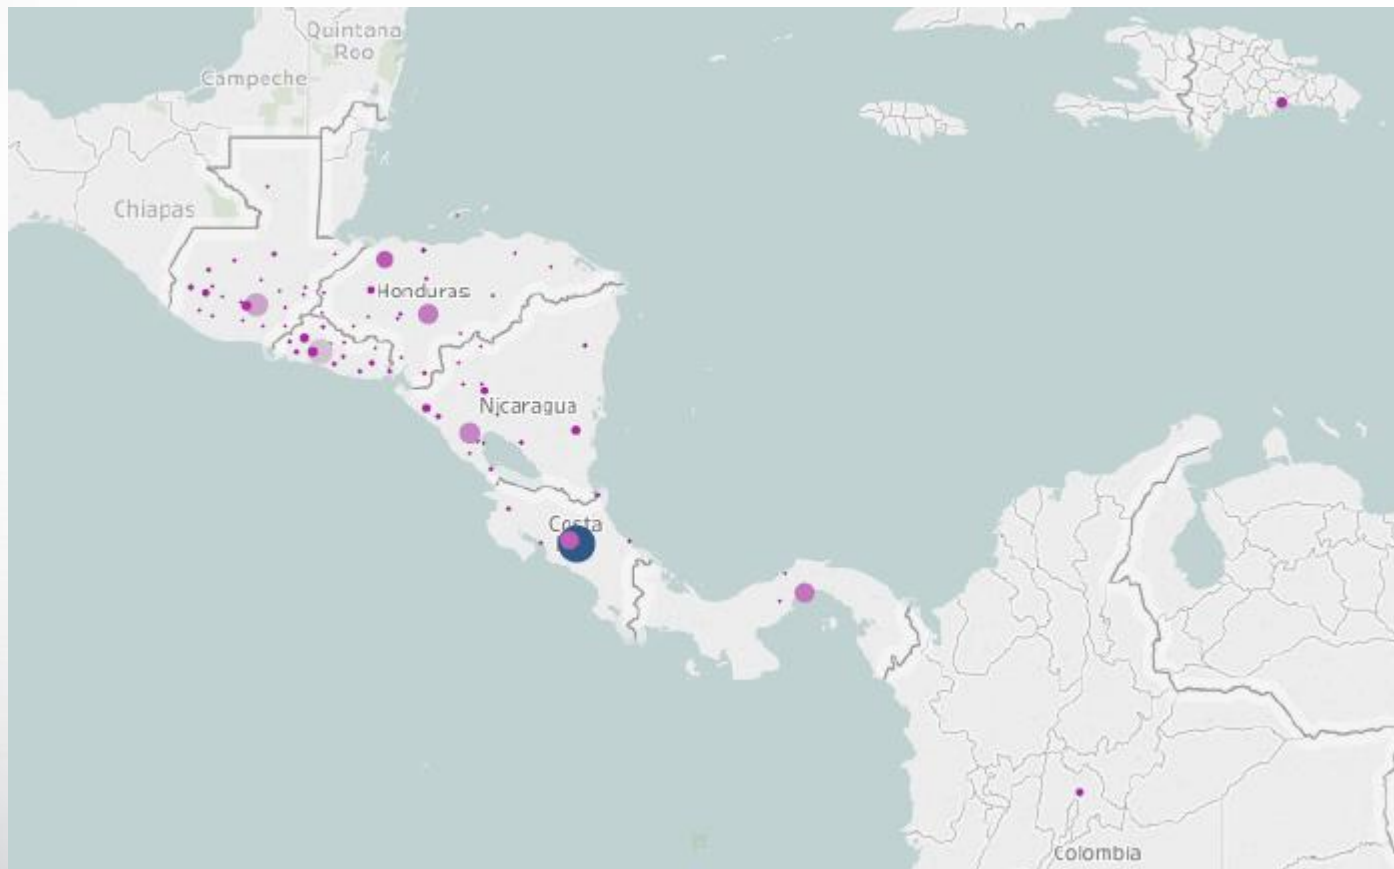 Quintana
Roo
Campeche
Chiapas
Honduras
Nicaragua
Costa
Colombia